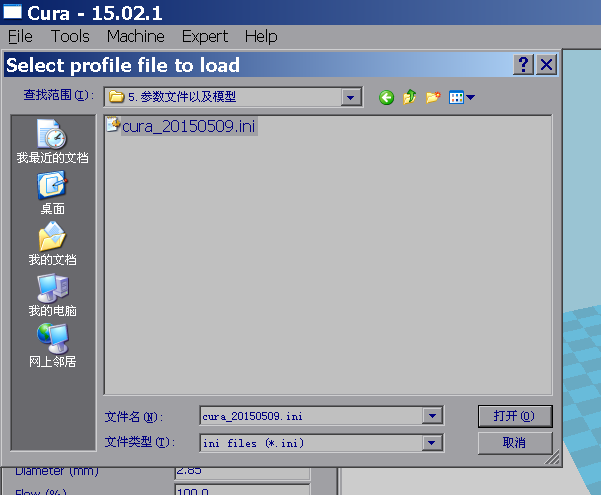 Cura - 15.02.1
File Tools Machine Expert Help
Select profile file to load
查找范围(I): 5. 参数文件以及模型
cura_20150509.ini
我最近的文档
桌面
我的文档
我的电脑
网上邻居
文件名(N): cura_20150509.ini 打开(O)
文件类型(T): ini files (*.ini) 取消
Diameter (mm) 2.85
Flow (%) 100.0